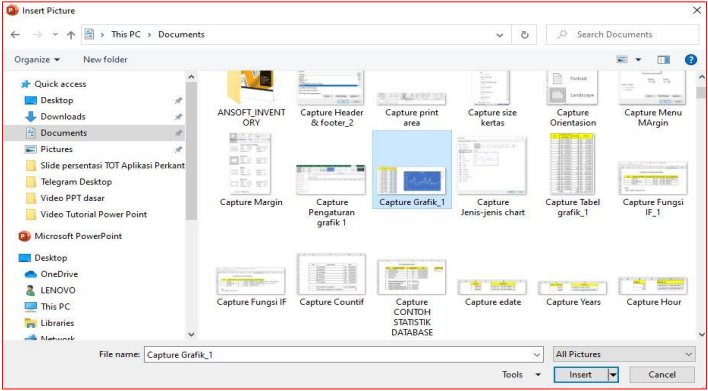 Insert Picture
This PC > Documents
Search Documents
Organize
New folder
Quick access
Desktop
Downloads
Documents
Pictures
Slide persentasi TOT Aplikasi Perkant
Telegram Desktop
Video PPT dasar
Video Tutorial Power Point
Microsoft PowerPoint
Desktop
OneDrive
LENOVO
This PC
Libraries
Network
Portrait
Landscape
ANSOFT_INVENT
ORY
Capture Header
& footer_2
Capture print
area
Capture size
kertas
Capture
Orientasion
Capture Menu
MArgin
Capture Margin
Capture
Pengaturan
grafik 1
Capture Grafik_1
Capture
Jenis-jenis chart
Capture Tabel
grafik_1
Capture Fungsi
IF_1
Capture Fungsi IF
Capture Countif
Capture
CONTOH
STATISTIK
DATABASE
Capture edate
Capture Years
Capture Hour
File name:
Capture Grafik_1
All Pictures
Tools
Insert
Cancel